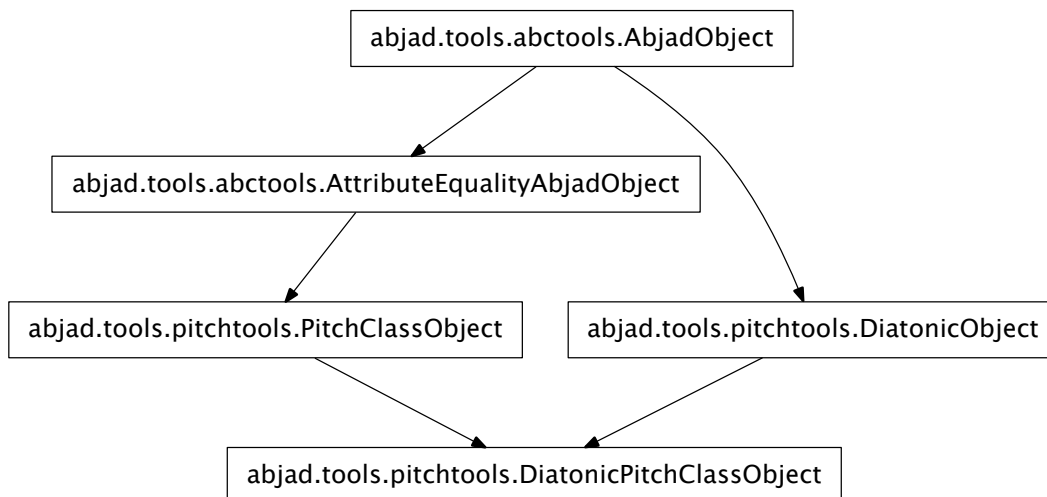 abjad.tools.abctools.AbjadObject
abjad.tools.abctools.AttributeEqualityAbjadObject
abjad.tools.pitchtools.PitchClassObject
abjad.tools.pitchtools.DiatonicObject
abjad.tools.pitchtools.DiatonicPitchClassObject